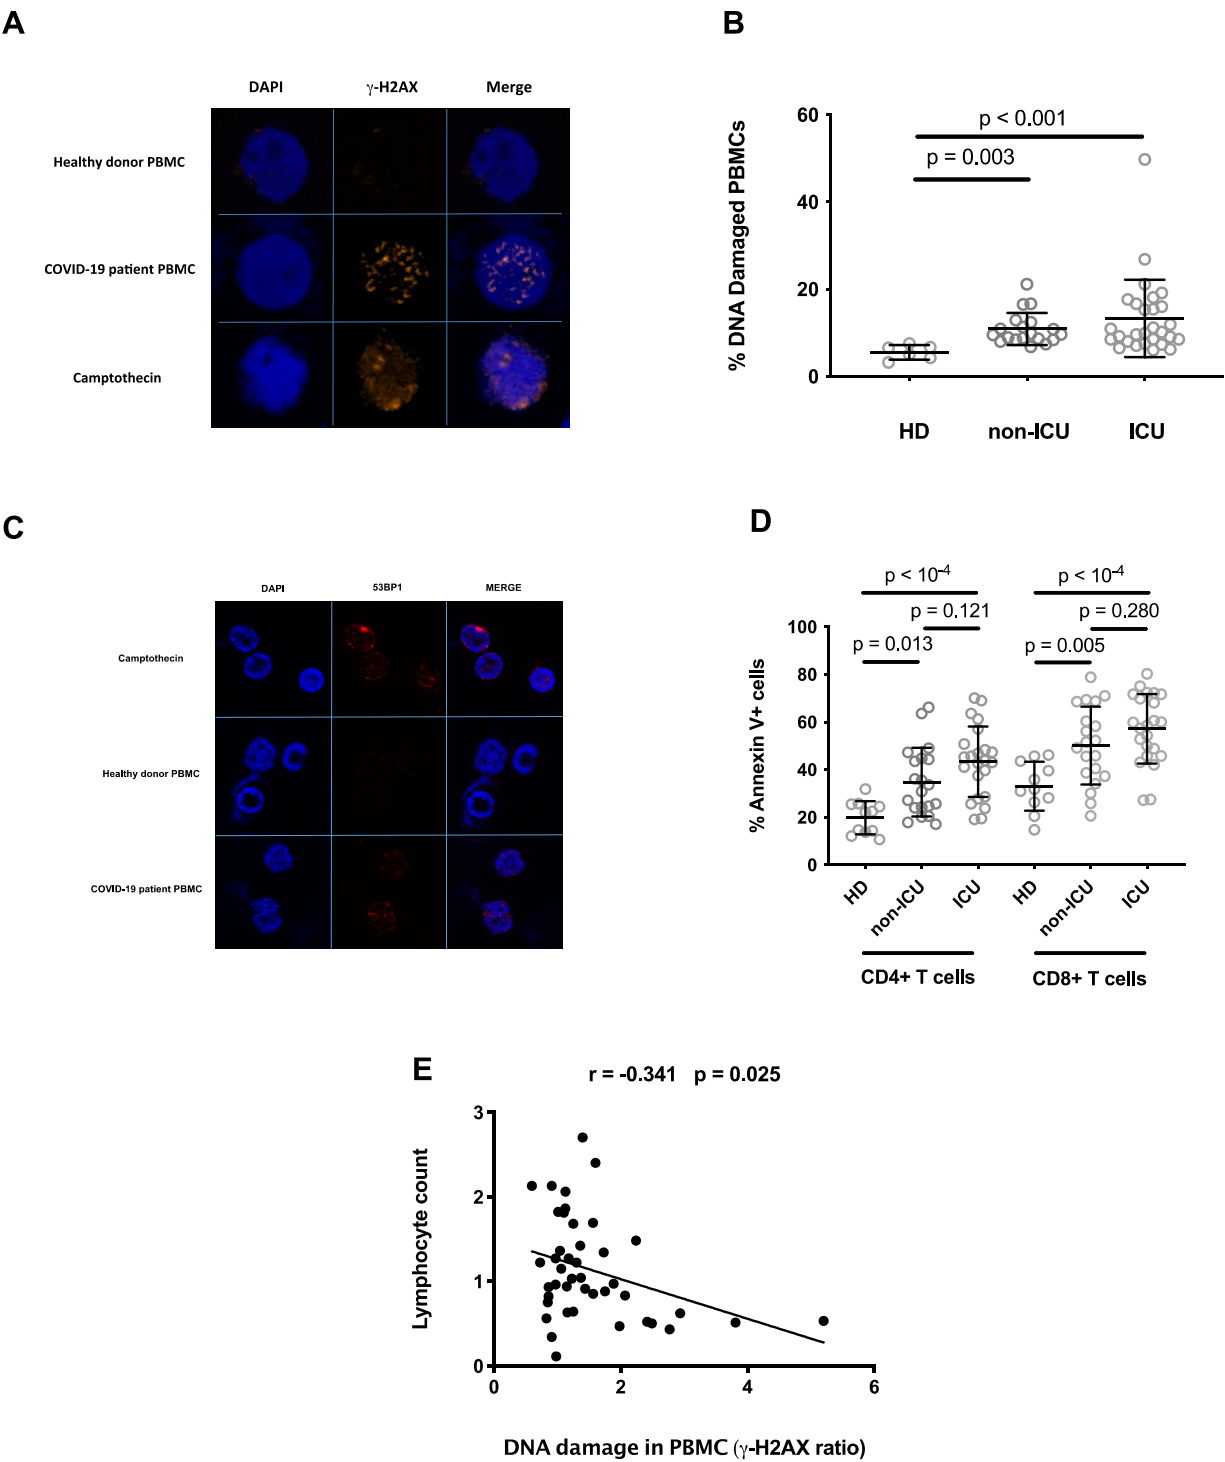 A
DAPI γ-H2AX Merge
Healthy donor PBMC
COVID-19 patient PBMC
Camptothecin
B
% DNA Damaged PBMCs
60
40
20
0
p < 0.001
p = 0.003
HD non-ICU ICU
C
DAPI 53BP1 MERGE
Camptothecin
Healthy donor PBMC
COVID-19 patient PBMC
D
% Annexin V+ cells
100
80
60
40
20
0
p < 10-4 p < 10-4
p = 0.121 p = 0.280
p = 0.013 p = 0.005
HD non-ICU ICU HD non-ICU ICU
CD4+ T cells CD8+ T cells
E
r = -0.341 p = 0.025
Lymphocyte count
3
2
1
0
0 2 4 6
DNA damage in PBMC (γ-H2AX ratio)